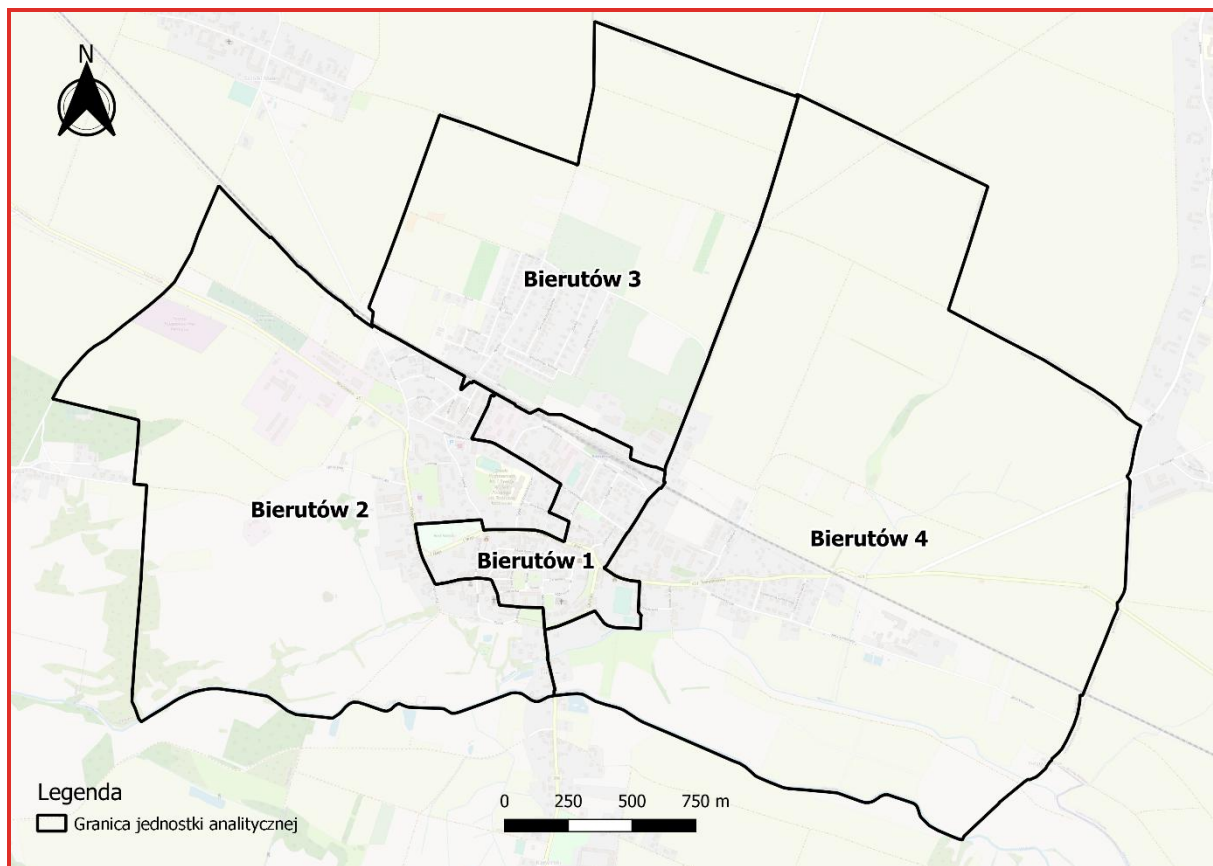 N
Bierutów 3
Bierutów 2
Bierutów 1
Bierutów 4
Legenda
Granica jednostki analitycznej
0 250 500 750 m